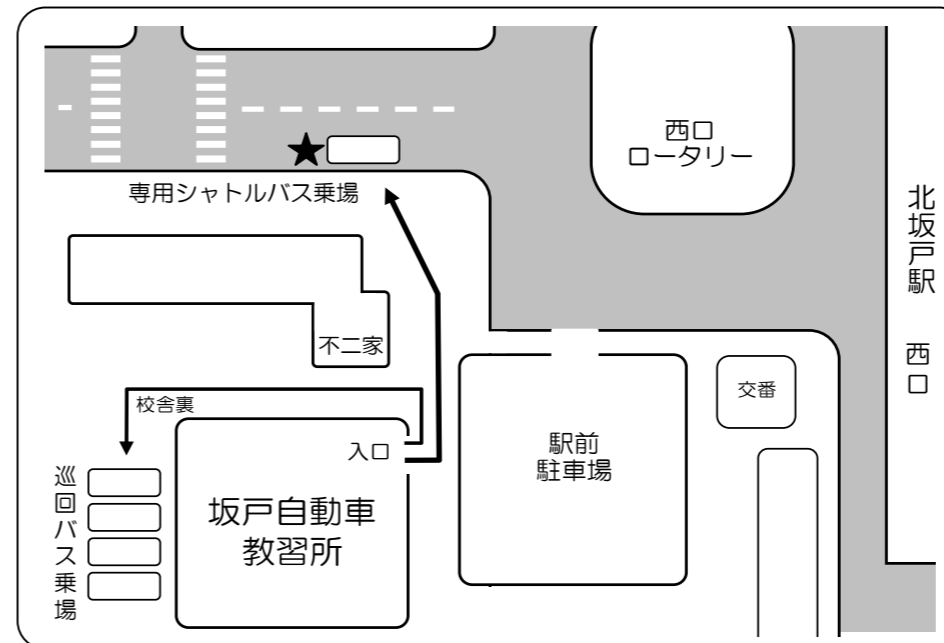 西口
ロータリー
専用シャトルバス乗場
北坂戸駅 西口
不二家
交番
校舎裏
入口
駅前
駐車場
巡回バス乗場
坂戸自動車
教習所